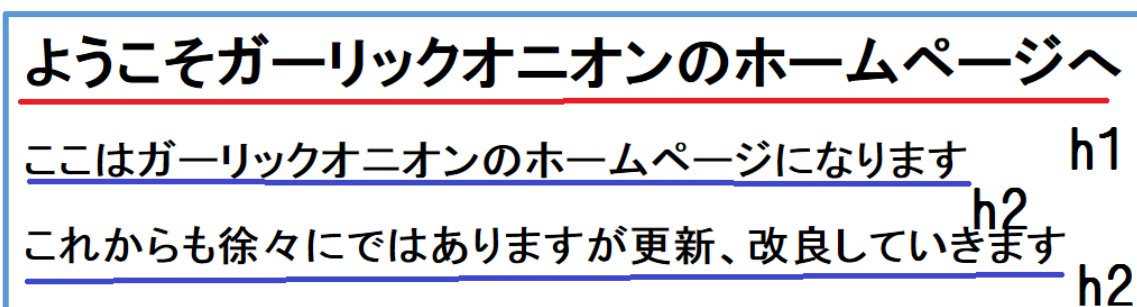 ようこそガーリックオニオンのホームページへ
ここはガーリックオニオンのホームページになります
h1
h2
これからも徐々にではありますが更新、改良していきます
h2